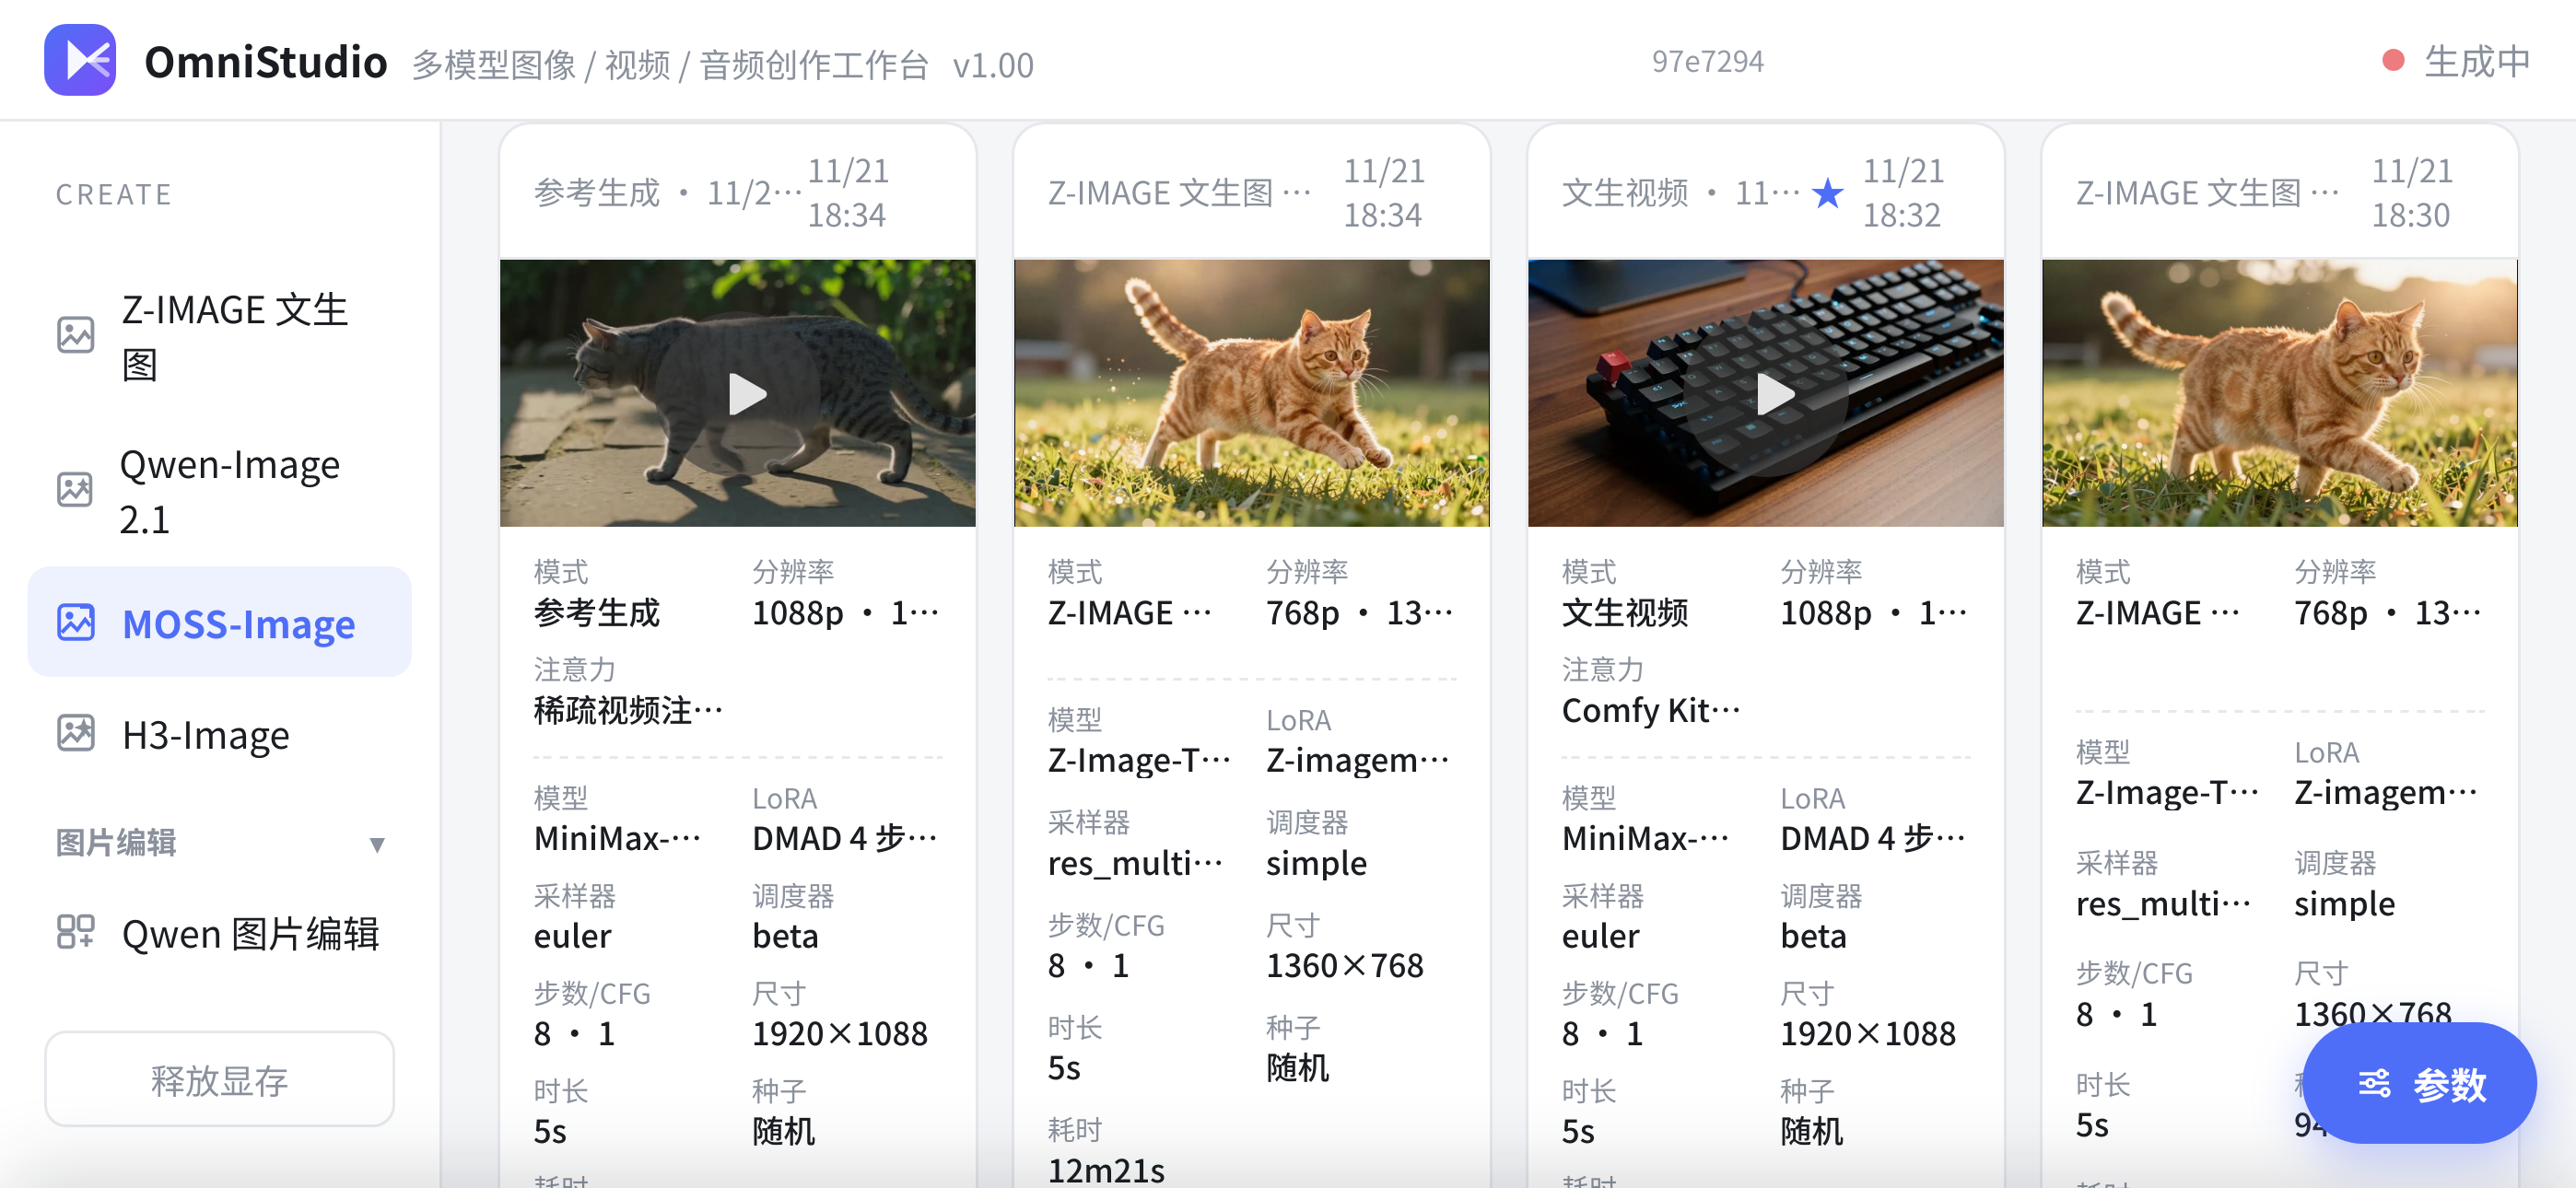 OmniStudio 多模型图像 / 视频 / 音频创作工作台 v1.00
97e7294
生成中
CREATE
Z-IMAGE 文生
图
Qwen-Image
2.1
MOSS-Image
H3-Image
图片编辑
Qwen 图片编辑
释放显存
参考生成 • 11/2···
11/21
18:34
模式
参考生成
分辨率
1088p • 1···
注意力
稀疏视频注···
模型
MiniMax-···
LoRA
DMAD 4 步···
采样器
euler
调度器
beta
步数/CFG
8 • 1
尺寸
1920×1088
时长
5s
种子
随机
耗时
Z-IMAGE 文生图 ···
11/21
18:34
模式
Z-IMAGE ···
分辨率
768p • 13···
模型
Z-Image-T···
LoRA
Z-imagem···
采样器
res_multi···
调度器
simple
步数/CFG
8 • 1
尺寸
1360×768
时长
5s
种子
随机
耗时
12m21s
文生视频 • 11···
11/21
18:32
模式
文生视频
分辨率
1088p • 1···
注意力
Comfy Kit···
模型
MiniMax-···
LoRA
DMAD 4 步···
采样器
euler
调度器
beta
步数/CFG
8 • 1
尺寸
1920×1088
时长
5s
种子
随机
耗时
Z-IMAGE 文生图 ···
11/21
18:30
模式
Z-IMAGE ···
分辨率
768p • 13···
模型
Z-Image-T···
LoRA
Z-imagem···
采样器
res_multi···
调度器
simple
步数/CFG
8 • 1
尺寸
1360×768
时长
5s
参数